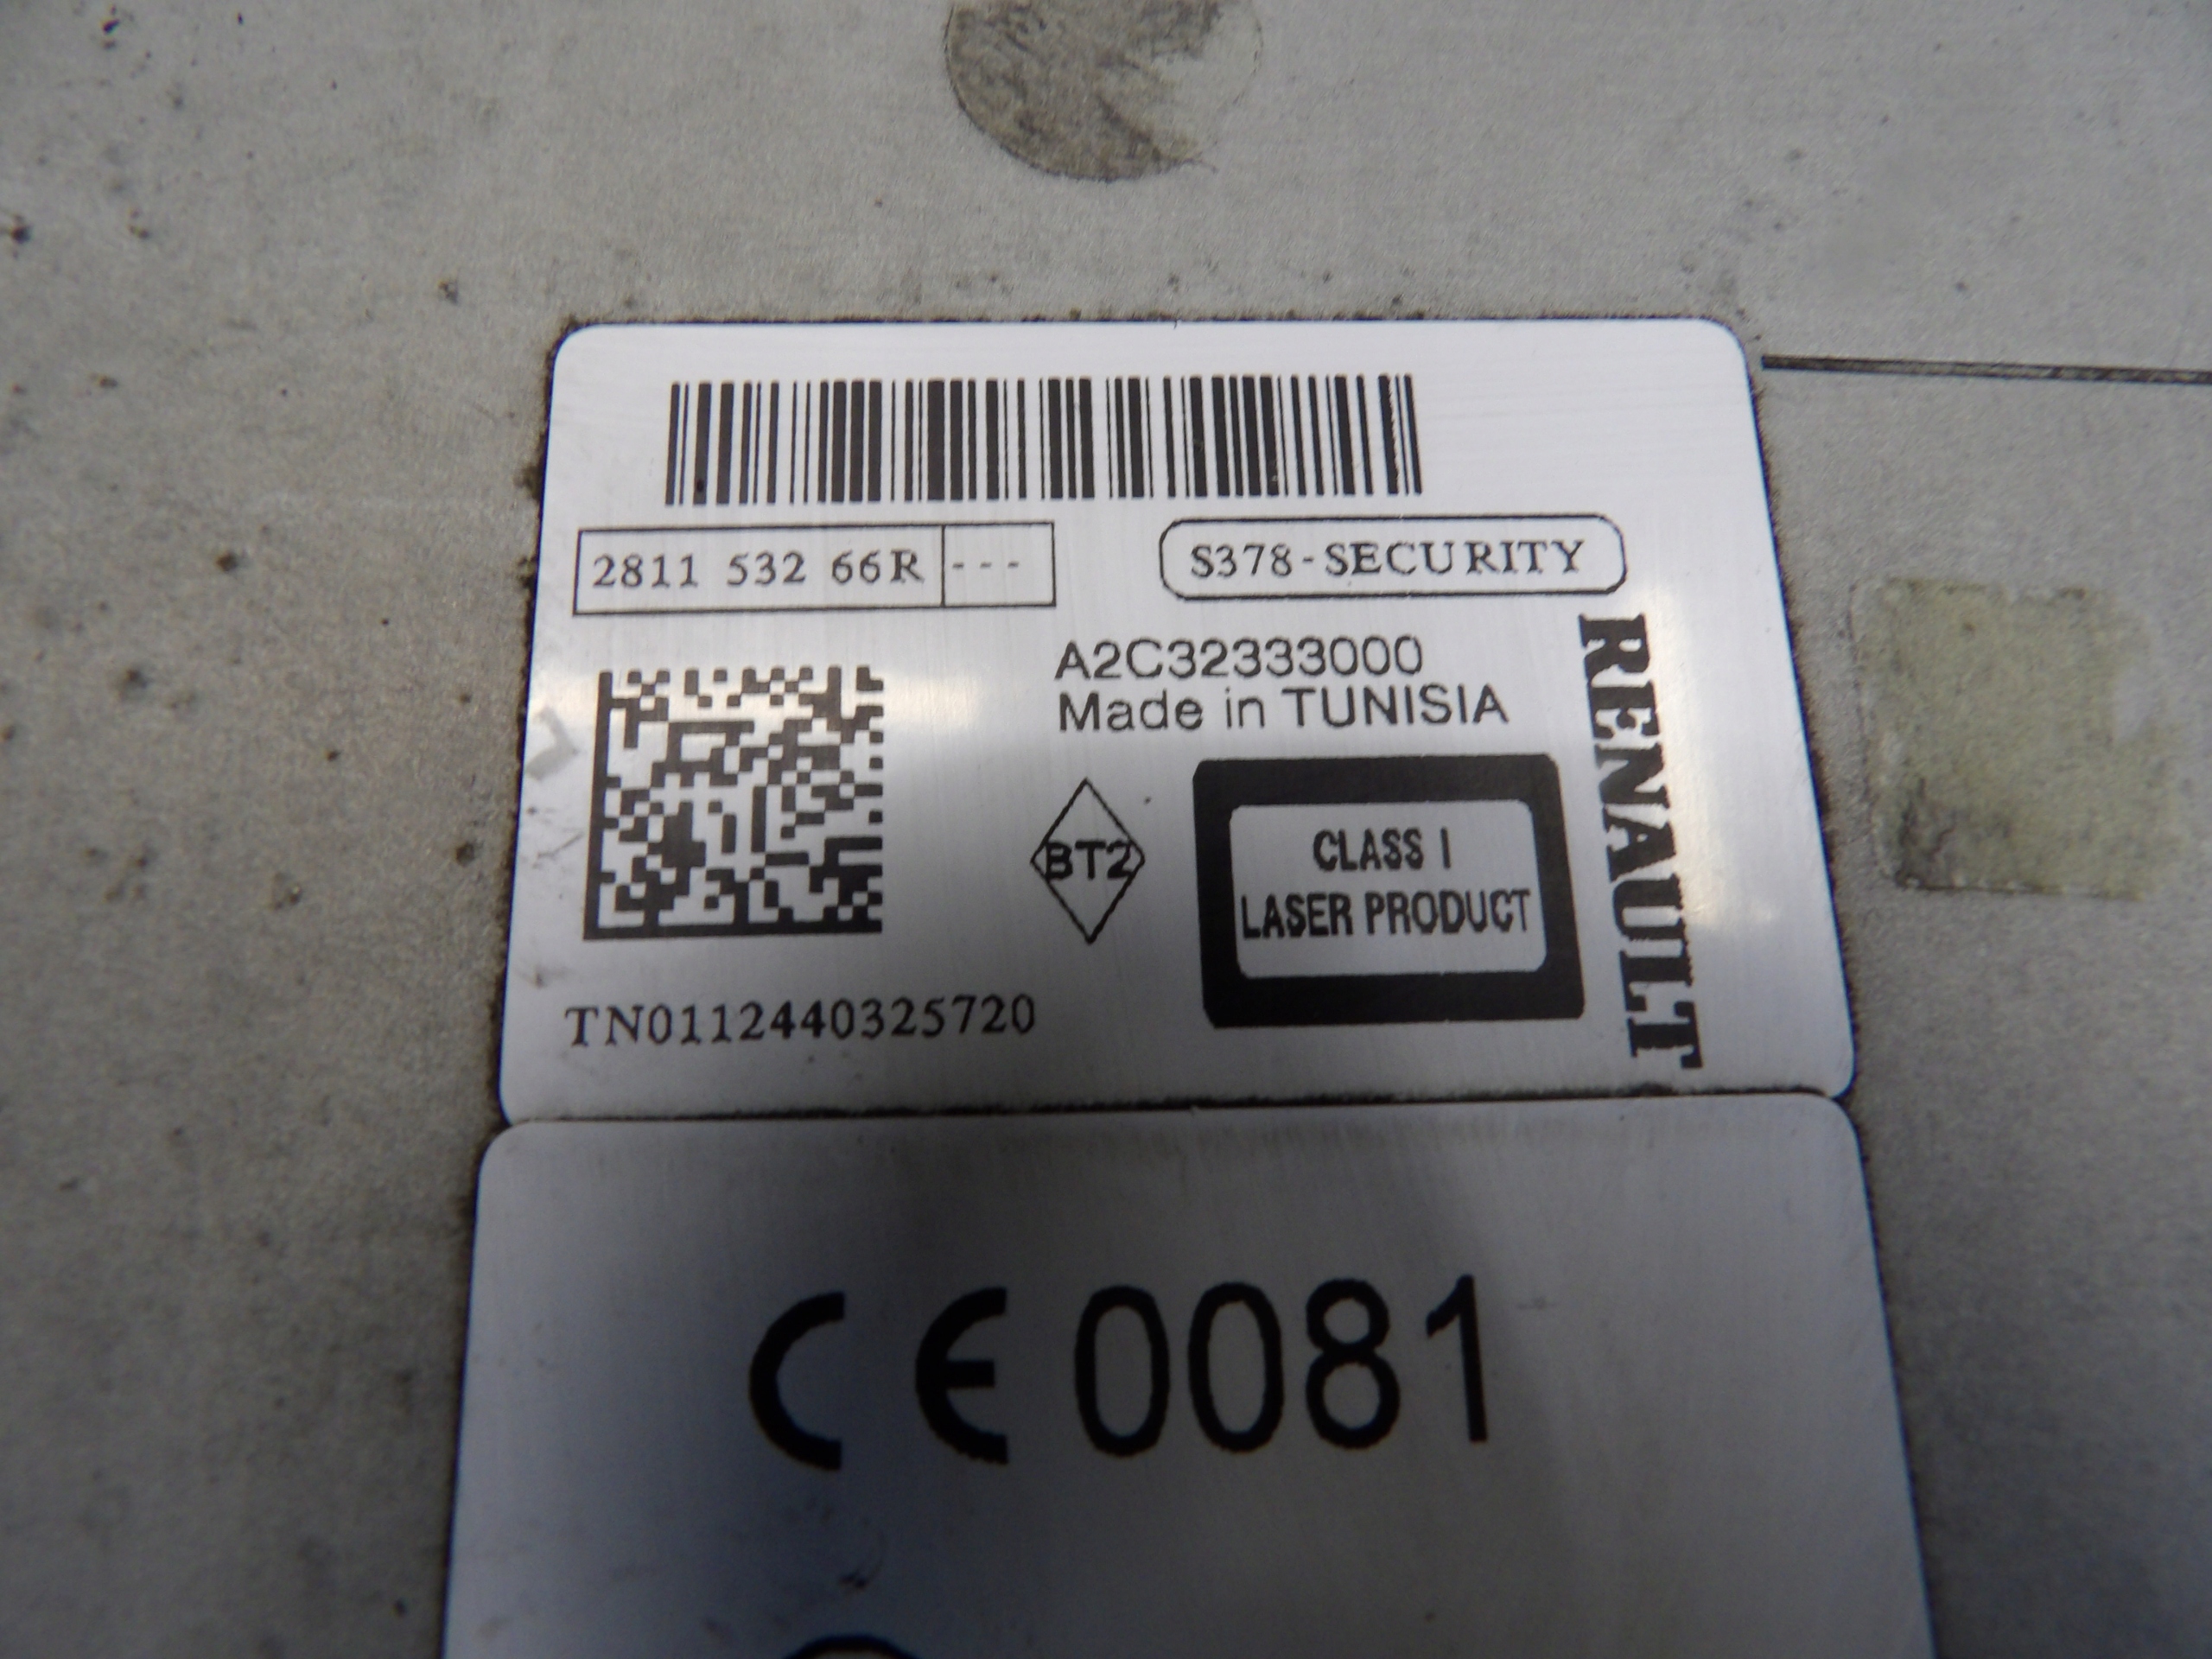 2811 532 66R ---
S378-SECURITY
A2C32333000
Made in TUNISIA
RENAULT
BT2
CLASS I
LASER PRODUCT
TN0112440325720
CE 0081